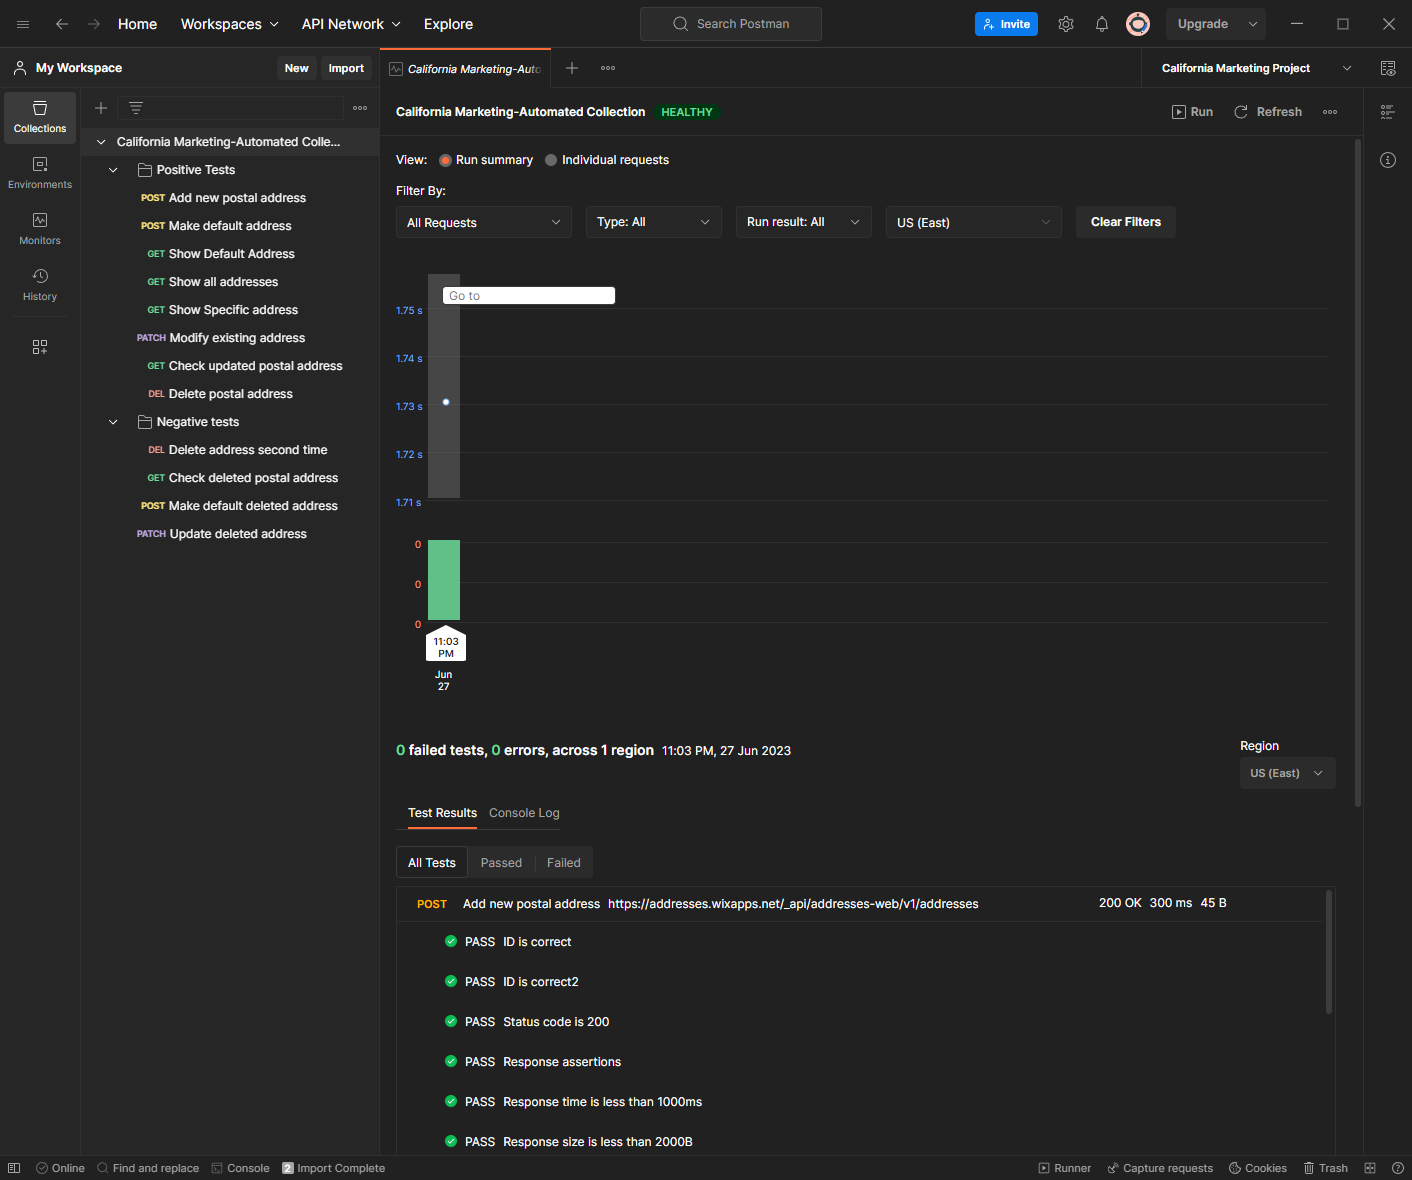 Home Workspaces API Network Explore Search Postman Invite Upgrade
My Workspace New Import California Marketing-Auto California Marketing Project
Collections
Environments
Monitors
History
California Marketing-Automated Colle...
Positive Tests
POST Add new postal address
POST Make default address
GET Show Default Address
GET Show all addresses
GET Show Specific address
PATCH Modify existing address
GET Check updated postal address
DEL Delete postal address
Negative tests
DEL Delete address second time
GET Check deleted postal address
POST Make default deleted address
PATCH Update deleted address
California Marketing-Automated Collection HEALTHY Run Refresh
View: Run summary Individual requests
Filter By:
All Requests Type: All Run result: All US (East) Clear Filters
Go to
1.75 s
1.74 s
1.73 s
1.72 s
1.71 s
0
0
0
11:03
PM
Jun
27
0 failed tests, 0 errors, across 1 region 11:03 PM, 27 Jun 2023
Region
US (East)
Test Results Console Log
All Tests Passed Failed
POST Add new postal address https://addresses.wixapps.net/_api/addresses-web/v1/addresses 200 OK 300 ms 45 B
PASS ID is correct
PASS ID is correct2
PASS Status code is 200
PASS Response assertions
PASS Response time is less than 1000ms
PASS Response size is less than 2000B
Online Find and replace Console 2 Import Complete Runner Capture requests Cookies Trash